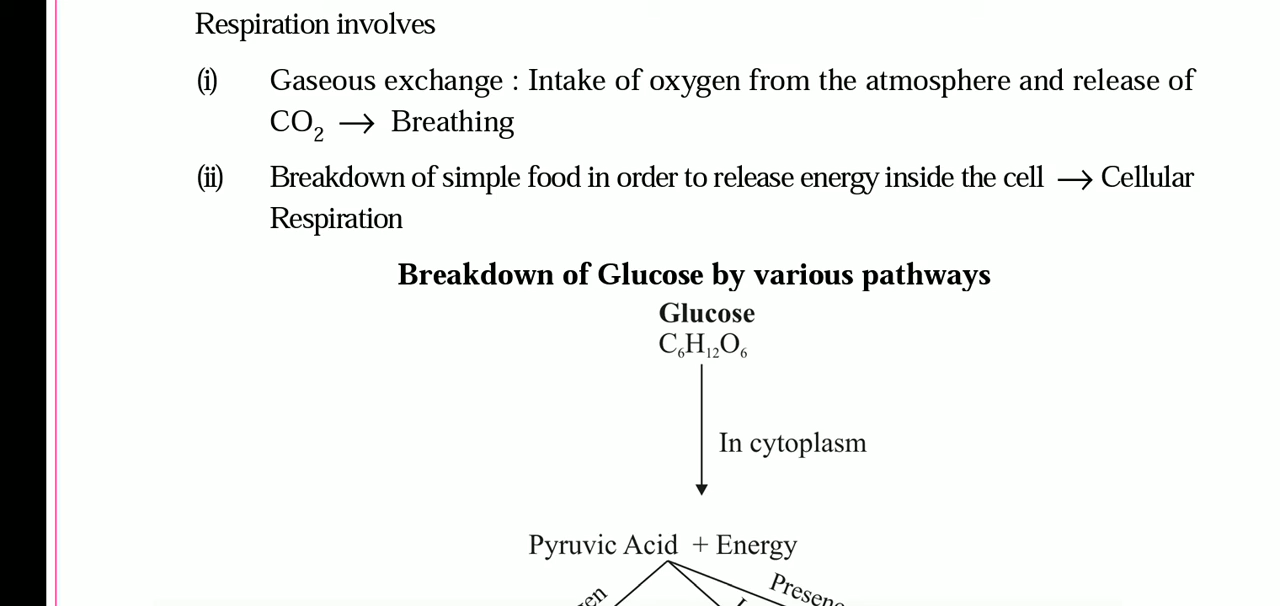 Respiration involves
(i) Gaseous exchange : Intake of oxygen from the atmosphere and release of
CO₂ → Breathing
(ii) Breakdown of simple food in order to release energy inside the cell → Cellular
Respiration
Breakdown of Glucose by various pathways
Glucose
C₆H₁₂O₆
In cytoplasm
Pyruvic Acid + Energy